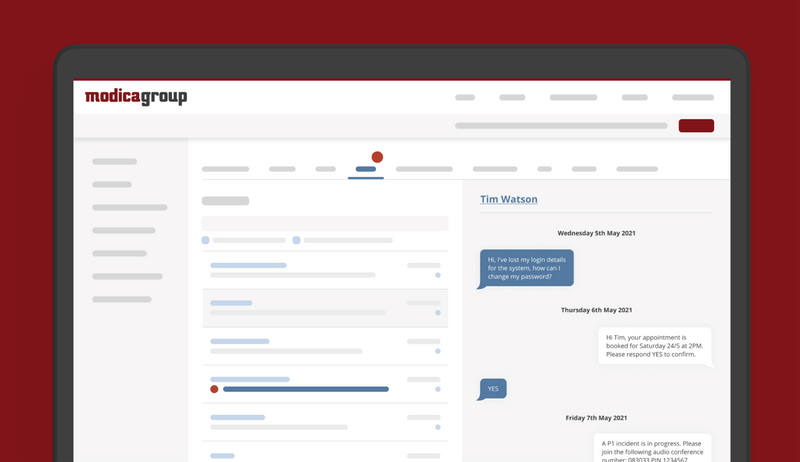 modicagroup
Tim Watson
Wednesday 5th May 2021
Hi, I've lost my login details
for the system, how can I
change my password?
Thursday 6th May 2021
Hi Tim, your appointment is
booked for Saturday 24/5 at 2PM.
Please respond YES to confirm.
YES
Friday 7th May 2021
A P1 incident is in progress. Please
join the following audio conference
number: 083033 PIN 1234567